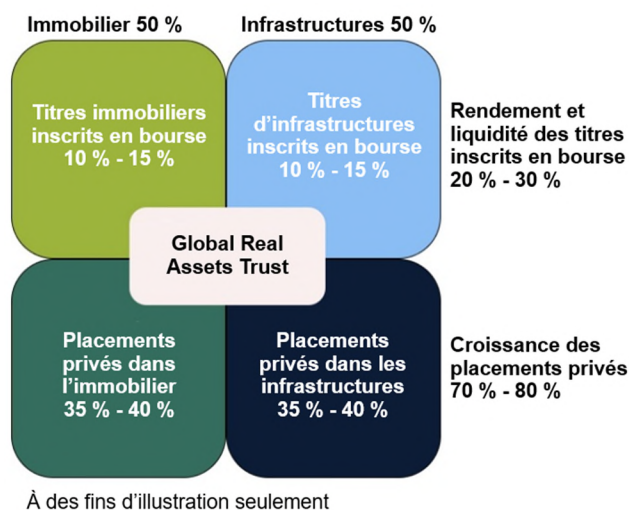 Immobilier 50 %
Infrastructures 50 %
Titres immobiliers
inscrits en bourse
10 % - 15 %
Titres
d’infrastructures
inscrits en bourse
10 % - 15 %
Rendement et
liquidité des titres
inscrits en bourse
20 % - 30 %
Global Real
Assets Trust
Placements
privés dans
l’immobilier
35 % - 40 %
Placements
privés dans les
infrastructures
35 % - 40 %
Croissance des
placements privés
70 % - 80 %
À des fins d’illustration seulement